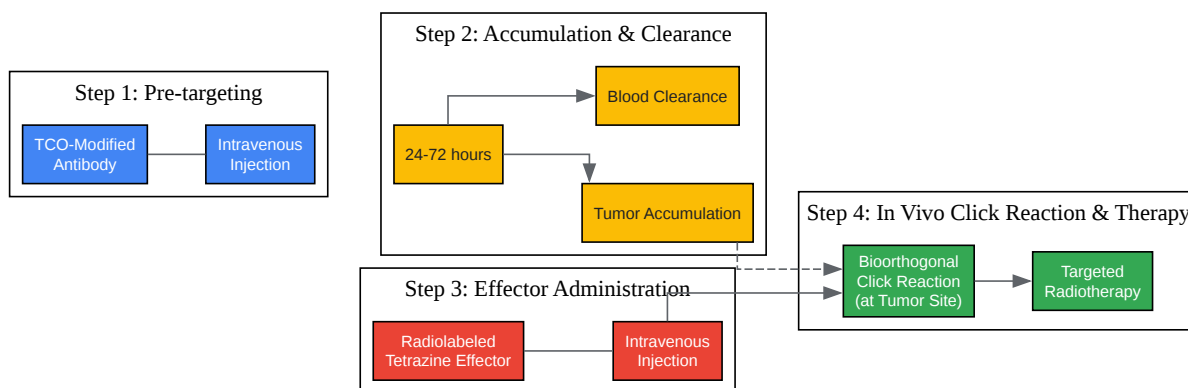 Step 1: Pre-targeting
TCO-Modified
Antibody
Intravenous
Injection
Step 2: Accumulation & Clearance
24-72 hours
Blood Clearance
Tumor Accumulation
Step 3: Effector Administration
Radiolabeled
Tetrazine Effector
Intravenous
Injection
Step 4: In Vivo Click Reaction & Therapy
Bioorthogonal
Click Reaction
(at Tumor Site)
Targeted
Radiotherapy